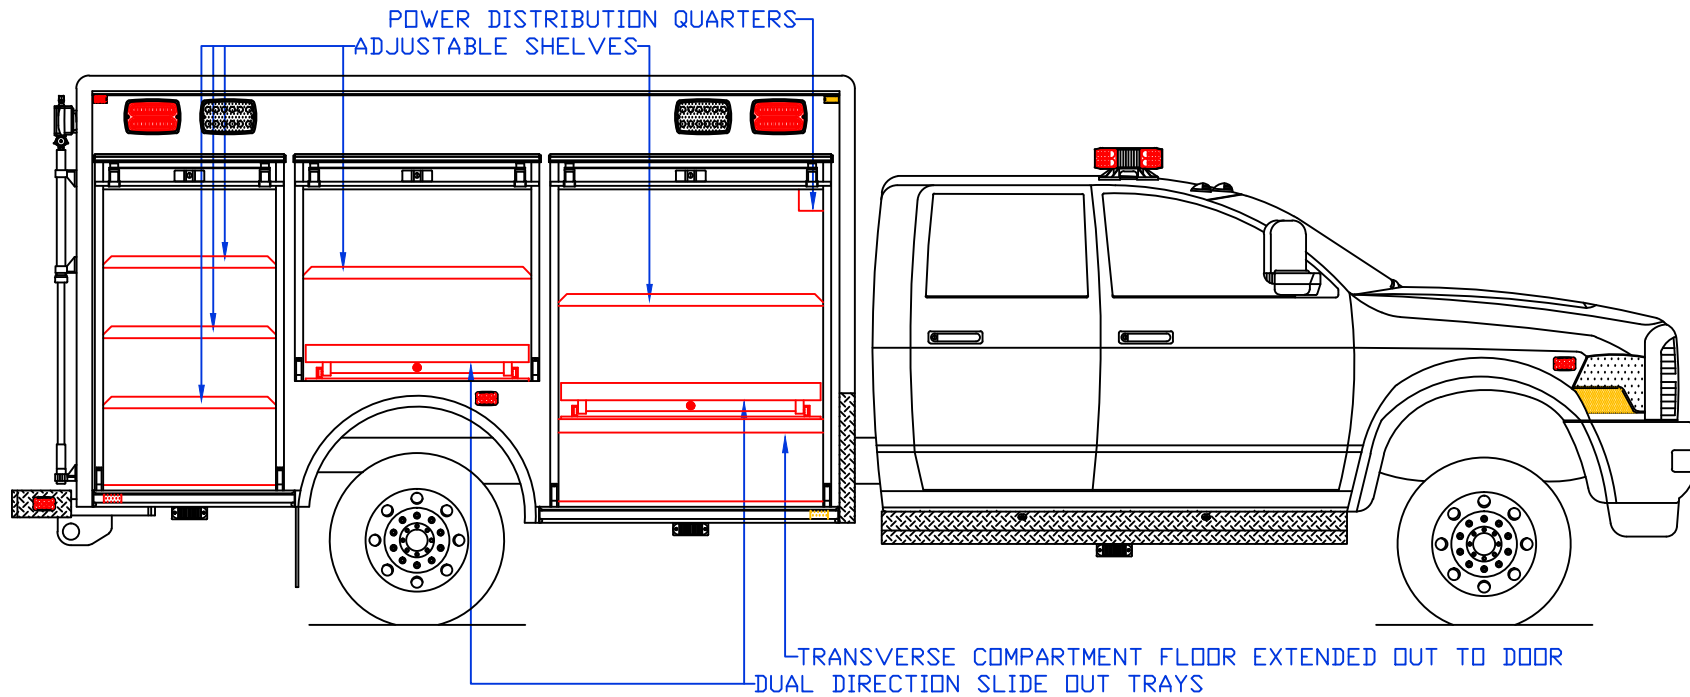 POWER DISTRIBUTION QUARTERS
ADJUSTABLE SHELVES
TRANSVERSE COMPARTMENT FLOOR EXTENDED OUT TO DOOR
DUAL DIRECTION SLIDE OUT TRAYS